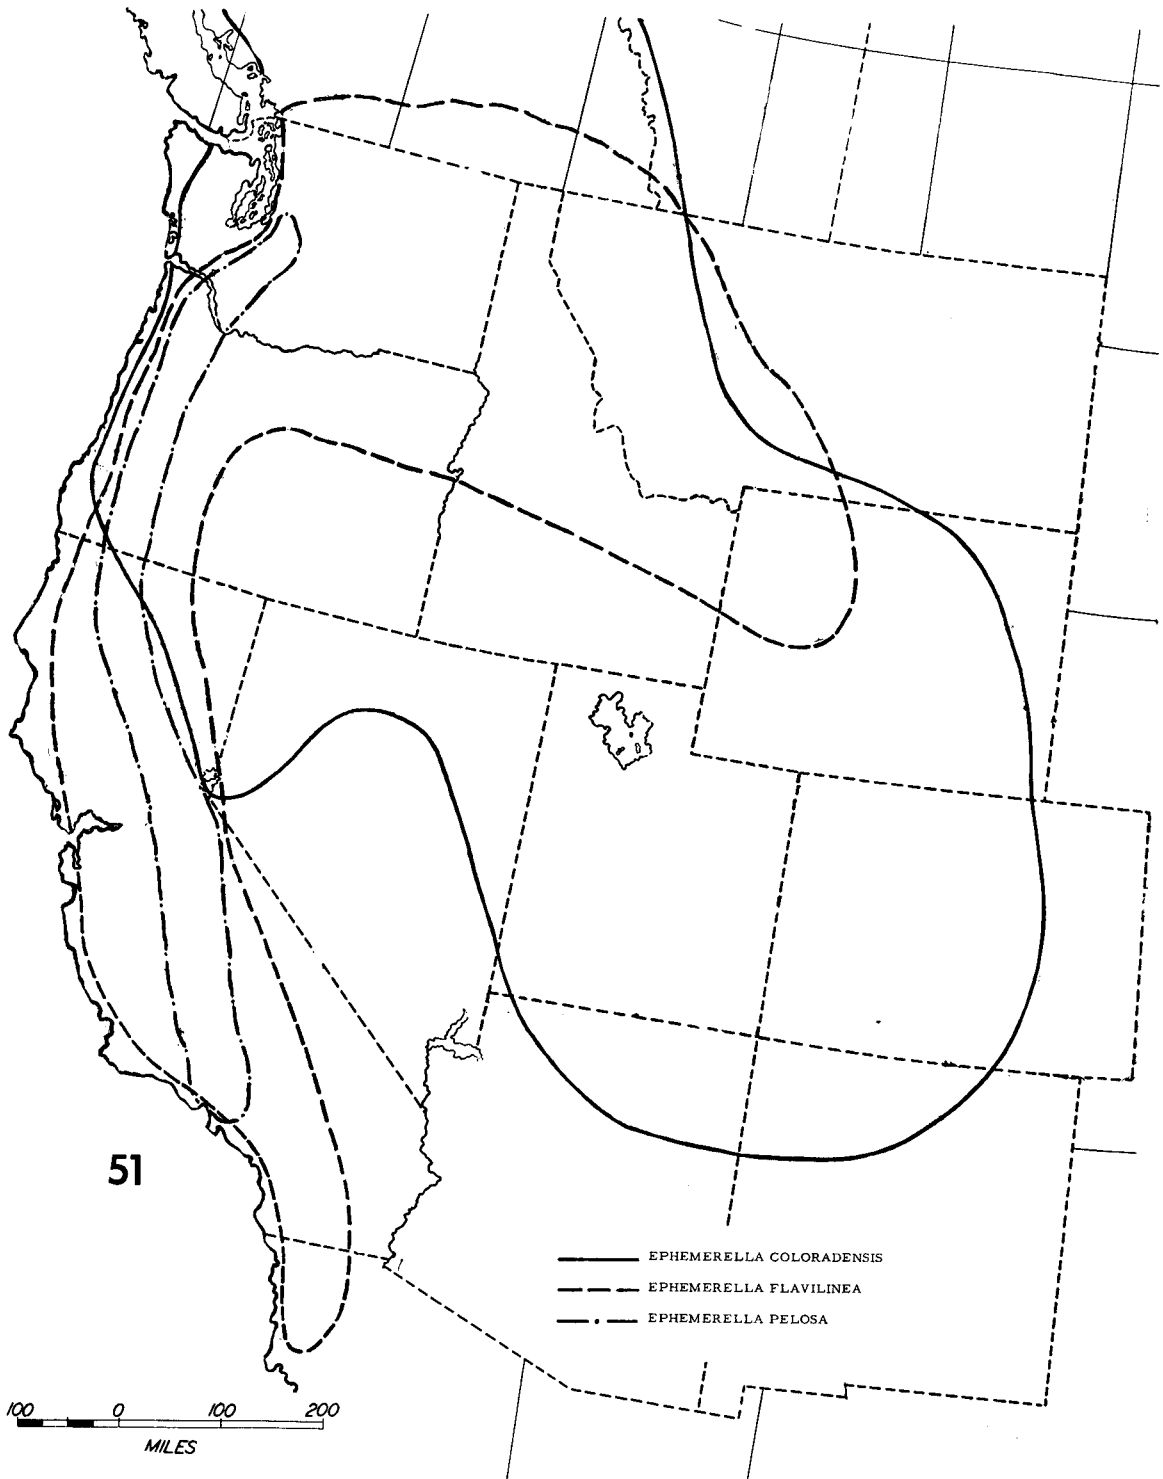 51
EPHEMERELLA COLORADENSIS
EPHEMERELLA FLAVILINEA
EPHEMERELLA PELOSA
100 0 100 200
MILES